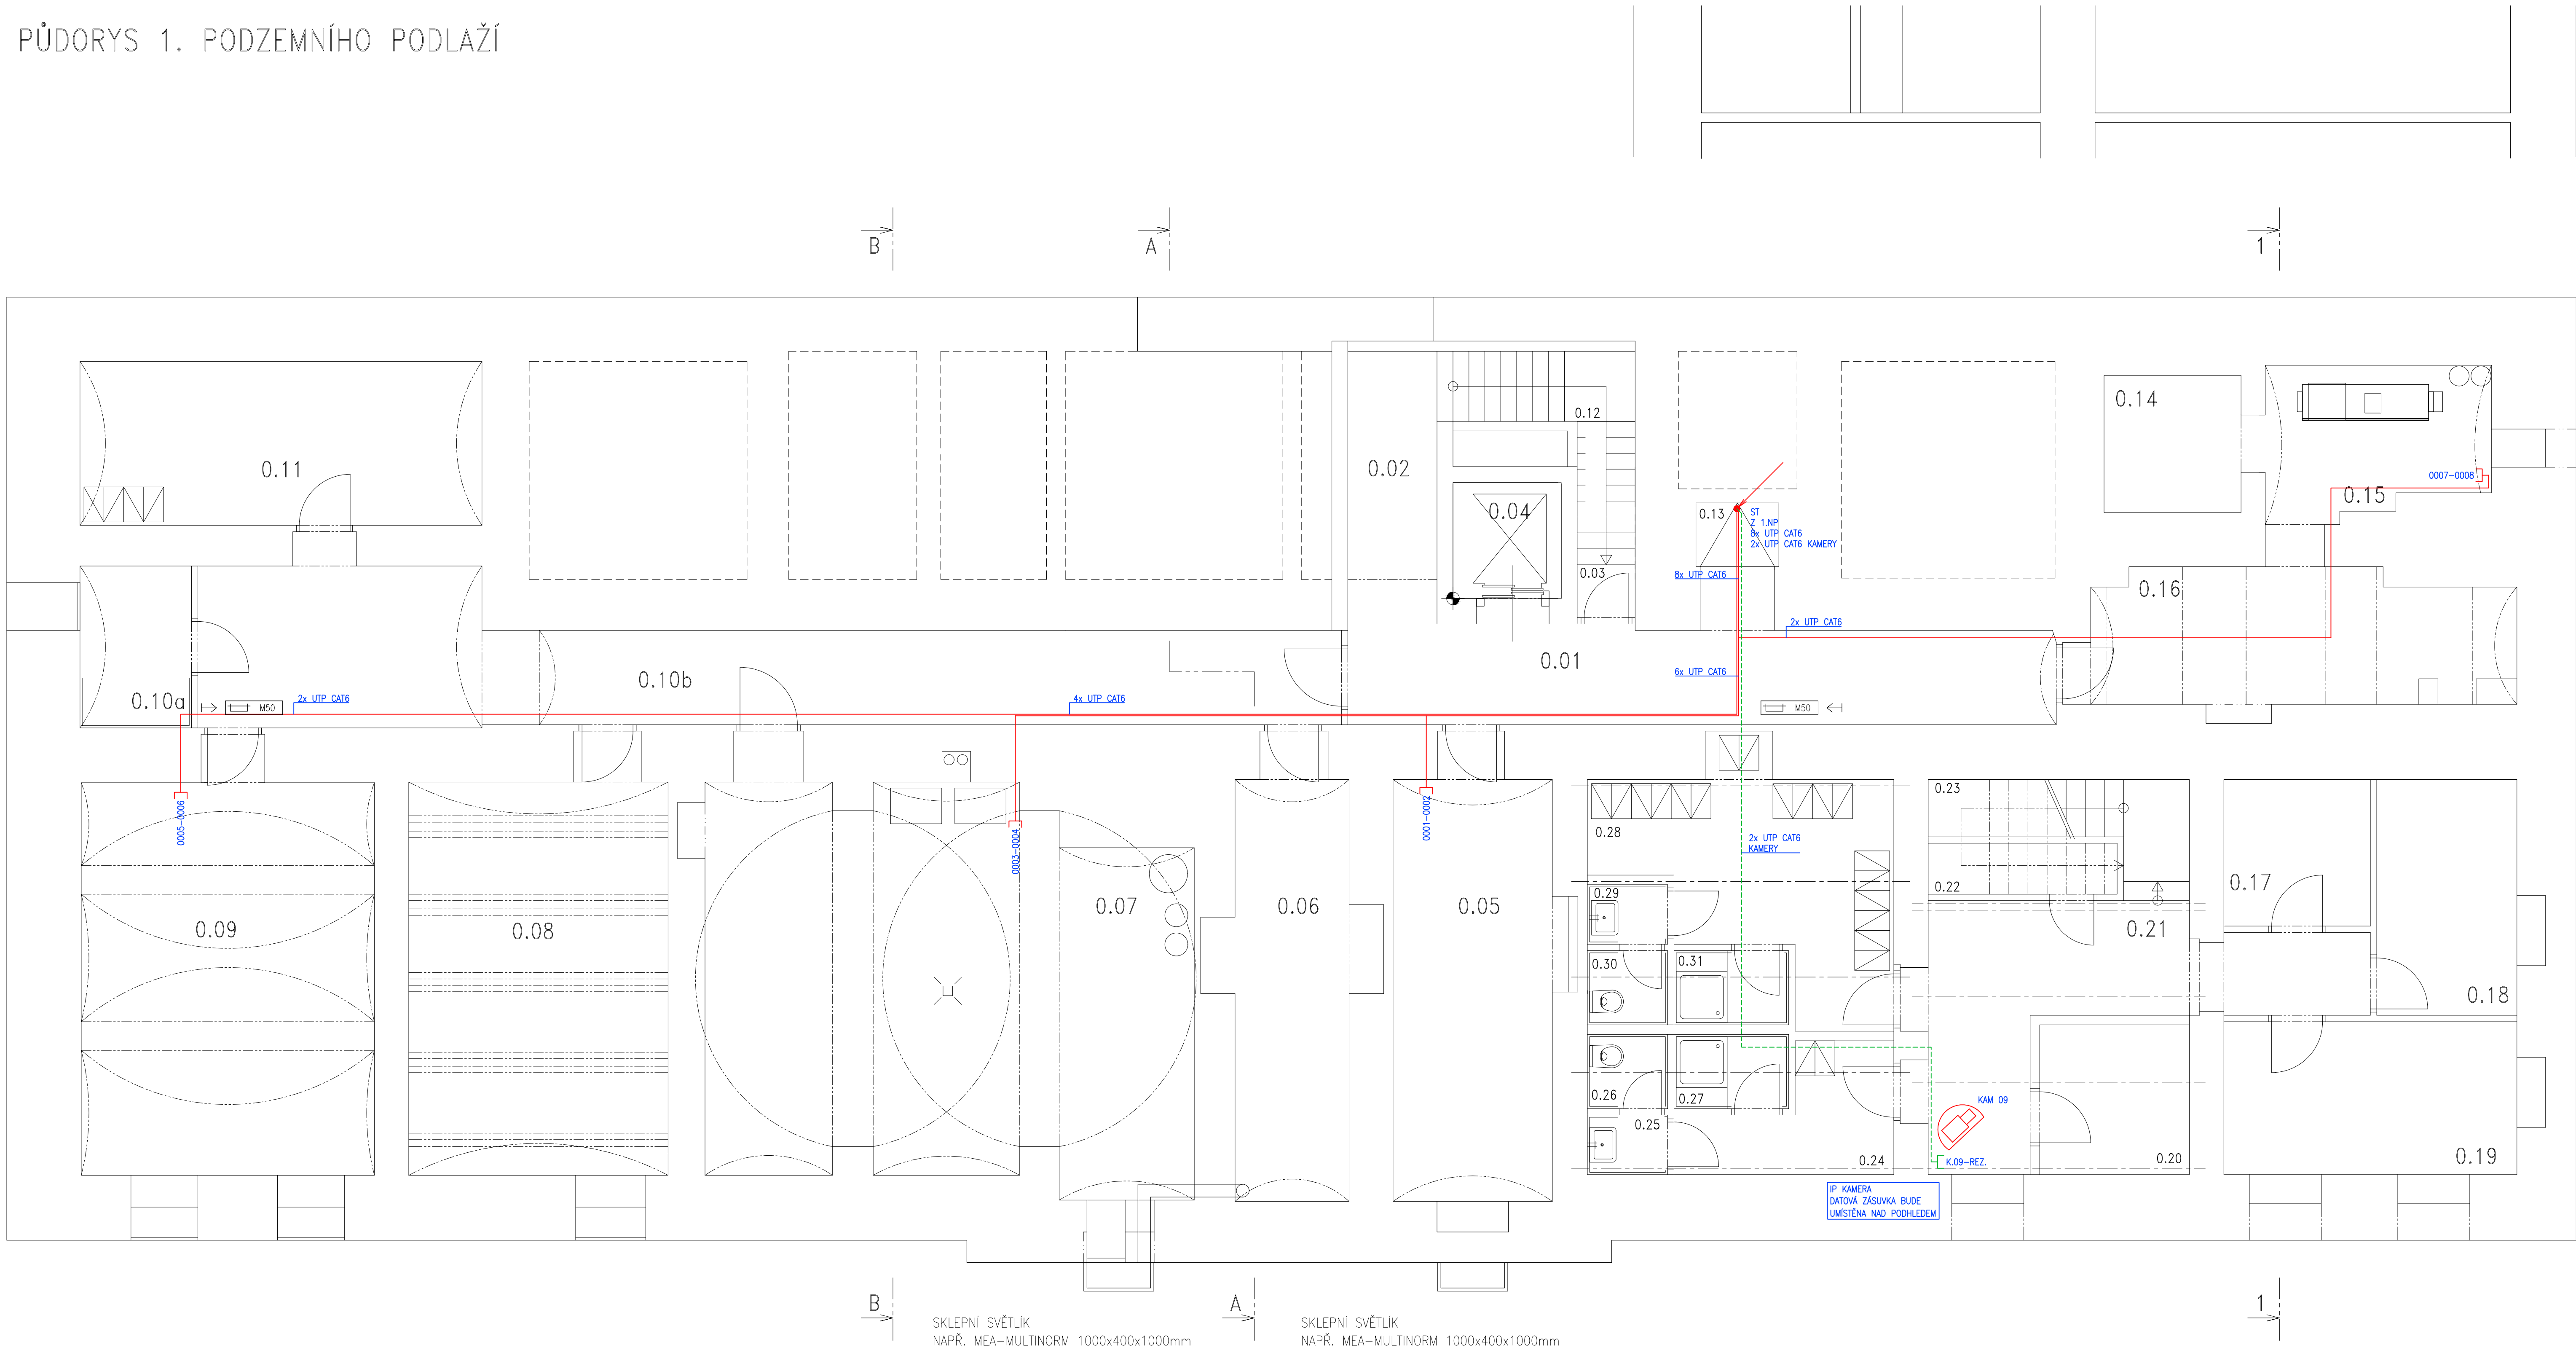 PŮDORYS 1. PODZEMNÍHO PODLAŽÍ
B
A
1
0.11
0.02
0.12
0.04
0.03
0.13
ST
Z 1.NP
8x UTP CAT6
2x UTP CAT6 KAMERY
8x UTP CAT6
0.14
0007-0008
0.15
0.16
2x UTP CAT6
0.01
6x UTP CAT6
0.10a
M50
2x UTP CAT6
0.10b
4x UTP CAT6
M50
0005-0006
0003-0004
0001-0002
0.09
0.08
0.07
0.06
0.05
0.28
2x UTP CAT6
KAMERY
0.29
0.30
0.31
0.26
0.27
0.25
0.24
0.23
0.22
0.21
0.17
0.18
0.19
0.20
KAM 09
K.09-REZ.
IP KAMERA
DATOVÁ ZÁSUVKA BUDE
UMÍSTĚNA NAD PODHLEDEM
B
A
1
SKLEPNÍ SVĚTLÍK
NAPŘ. MEA-MULTINORM 1000x400x1000mm
SKLEPNÍ SVĚTLÍK
NAPŘ. MEA-MULTINORM 1000x400x1000mm